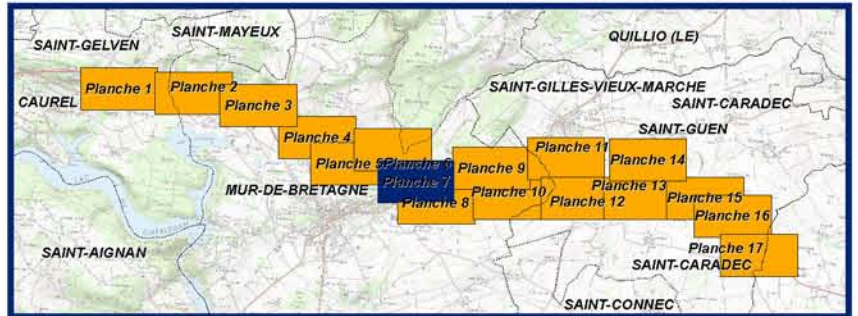 SAINT-GELVEN
SAINT-MAYEUX
QUILLIO (LE)
CAUREL
Planche 1
Planche 2
Planche 3
SAINT-GILLES-VIEUX-MARCHE
SAINT-CARADEC
SAINT-GUEN
Planche 4
Planche 5
Planche 6
Planche 7
Planche 8
Planche 9
Planche 10
Planche 11
Planche 12
Planche 13
Planche 14
Planche 15
Planche 16
Planche 17
MUR-DE-BRETAGNE
SAINT-AIGNAN
SAINT-CARADEC
SAINT-CONNEC